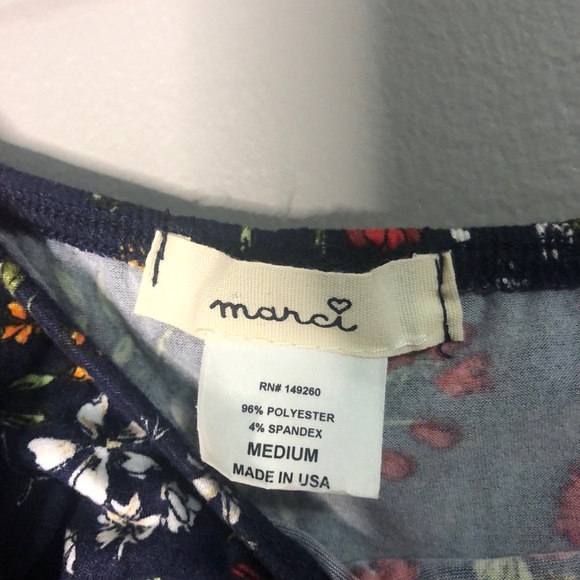 marci
RN# 149260
96% POLYESTER
4% SPANDEX
MEDIUM
MADE IN USA